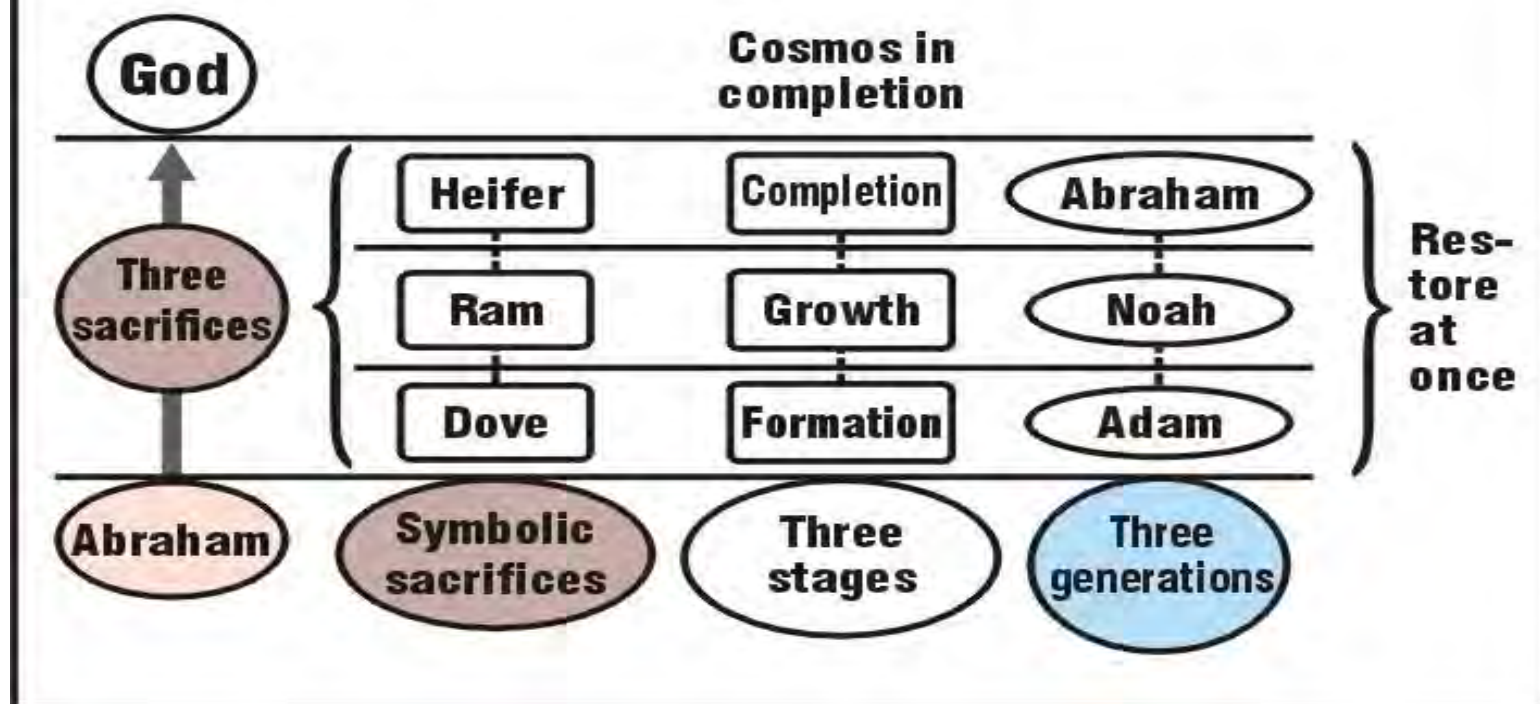 God
Cosmos in
completion
Heifer
Completion
Abraham
Three
sacrifices
Ram
Growth
Noah
Res-
tore
at
once
Dove
Formation
Adam
Abraham
Symbolic
sacrifices
Three
stages
Three
generations